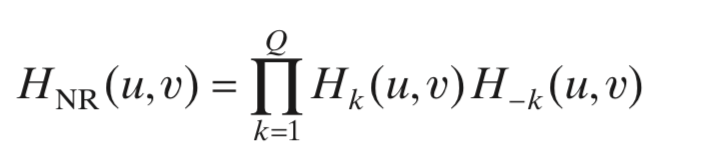 H_NR(u,v) = ∏_{k=1}^{Q} H_k(u,v) H_{-k}(u,v)